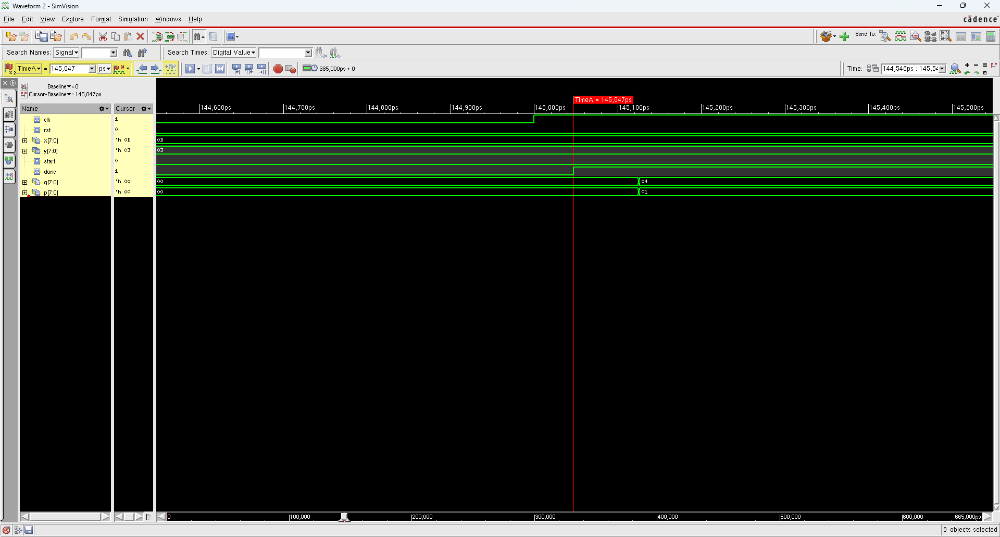 Waveform 2 - SimVision
File Edit View Explore Format Simulation Windows Help
cādence
Send To:
Search Names: Signal Search Times: Digital Value
TimeA = 145,047 ps 665,000ps + 0 Time: 144,548ps : 145,54
Baseline = 0
Cursor-Baseline = 145,047ps
TimeA = 145,047ps
Name Cursor 144,600ps 144,700ps 144,800ps 144,900ps 145,000ps 145,100ps 145,200ps 145,300ps 145,400ps 145,500ps
clk 1
rst 0
x[7:0] 'h 0D 0D
y[7:0] 'h 03 03
start 0
done 1
q[7:0] 'h 00 00 04
p[7:0] 'h 00 00 01
0 100,000 200,000 300,000 400,000 500,000 600,000 665,000ps
8 objects selected